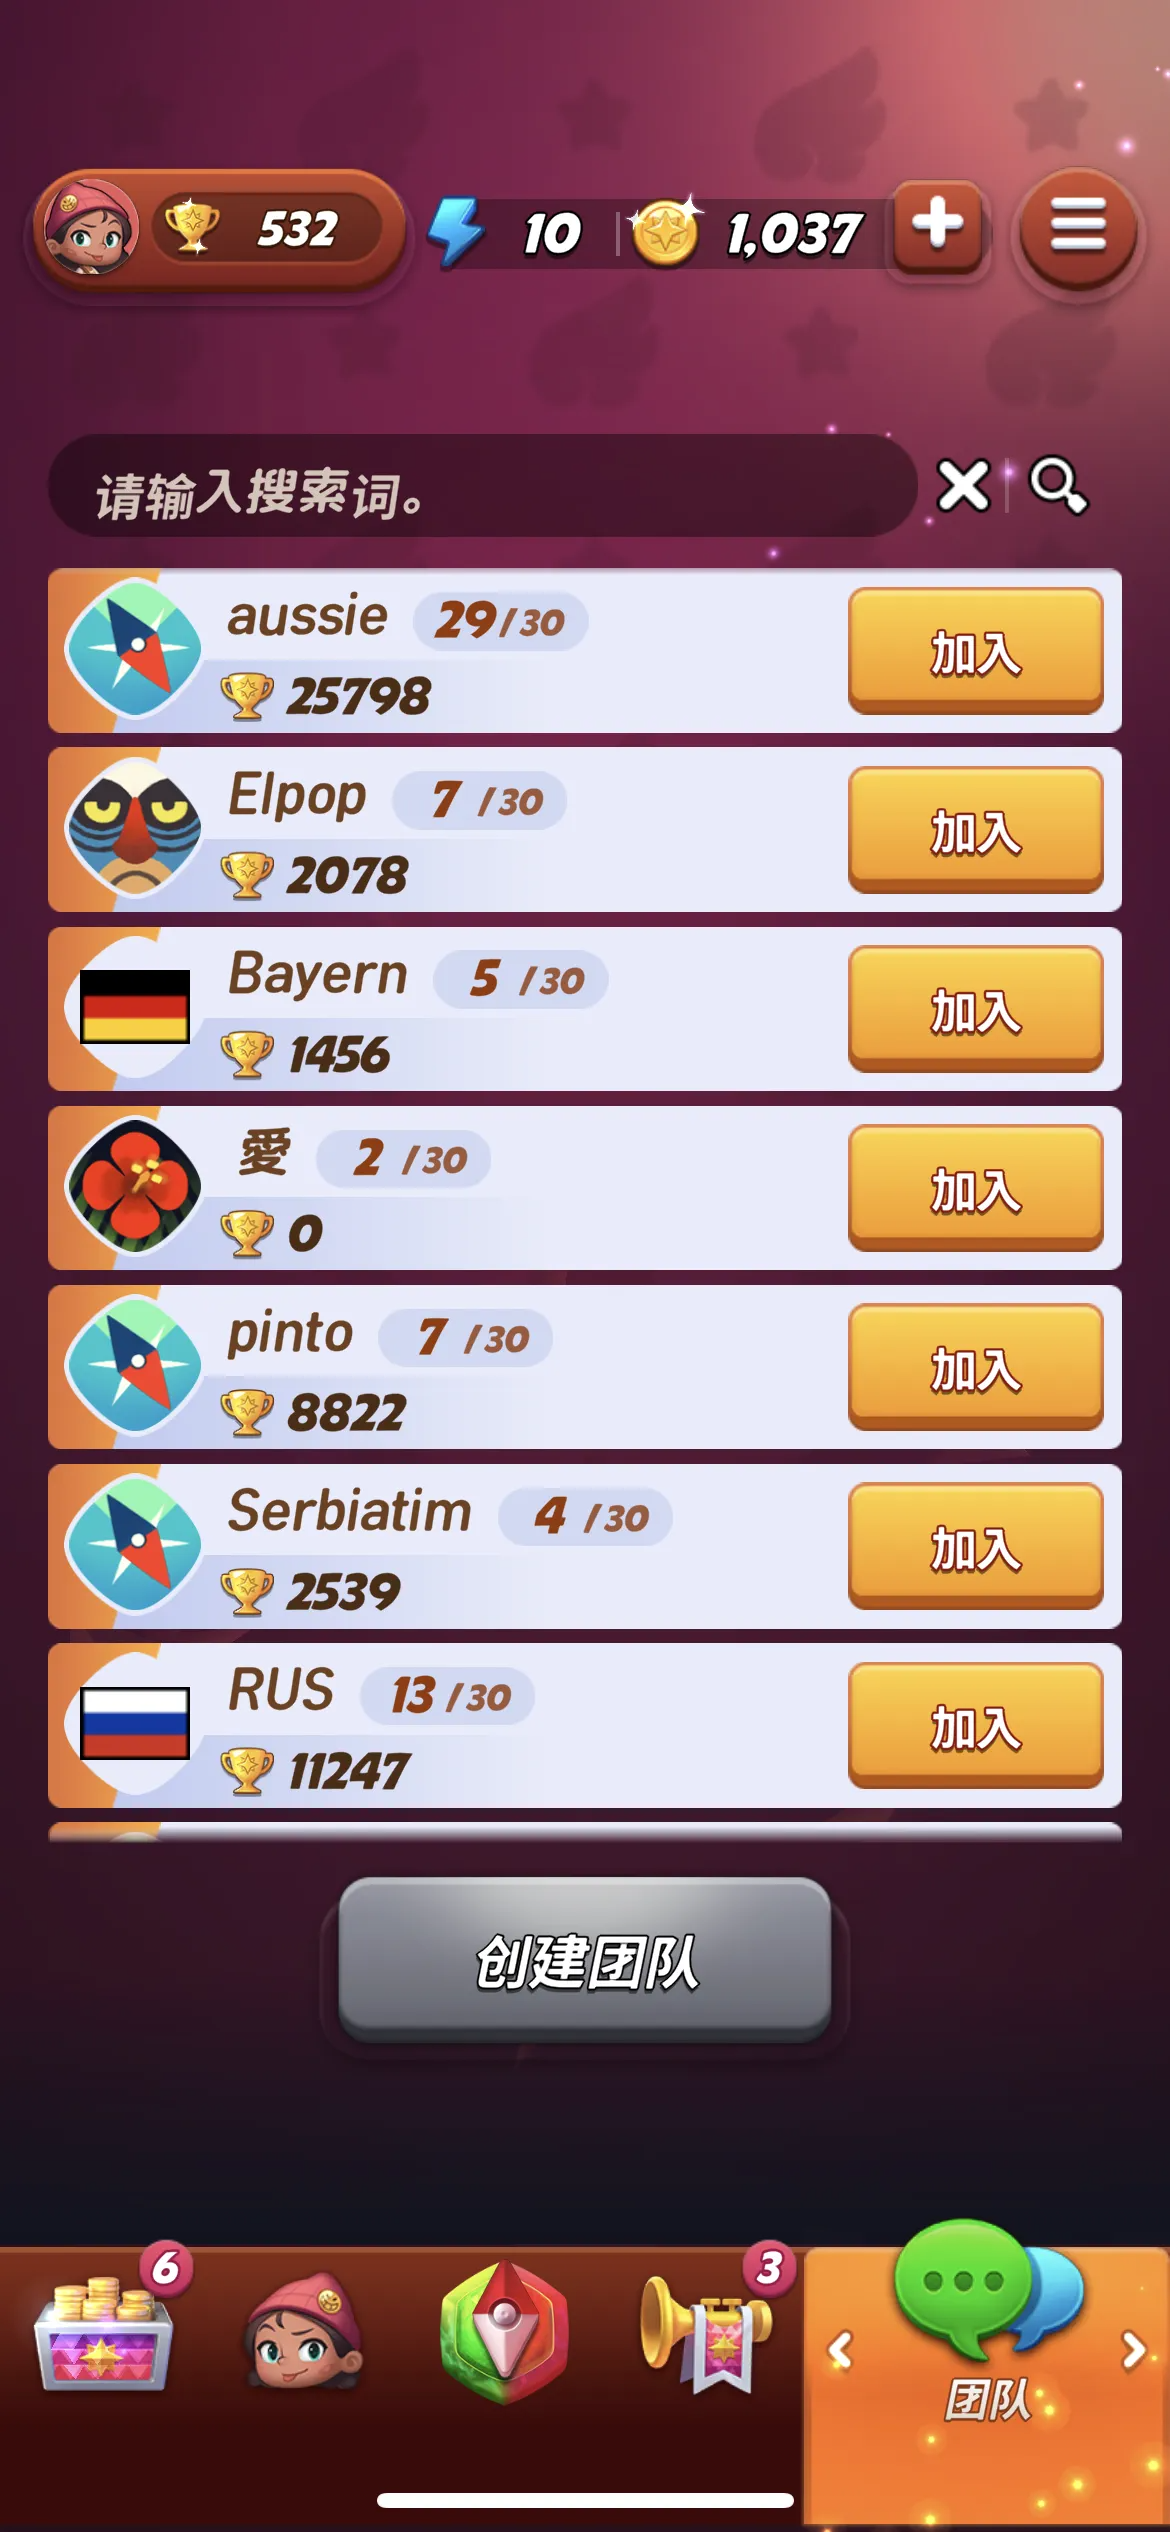 532 10 1,037
请输入搜索词。
aussie 29/30
25798
加入
Elpop 7/30
2078
加入
Bayern 5/30
1456
加入
愛 2/30
0
加入
pinto 7/30
8822
加入
Serbiatim 4/30
2539
加入
RUS 13/30
11247
加入
创建团队
6
3
团队